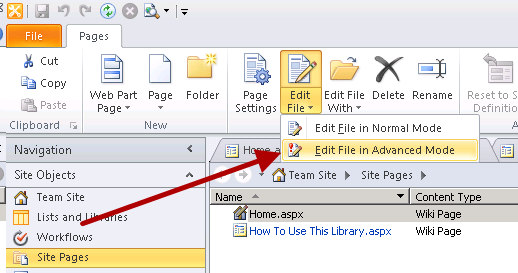 File Pages
Cut
Copy
Paste
Clipboard
Web Part Page
Page
Folder
New
Page Settings
Edit File
Edit File With
Delete
Rename
Reset to S
Definitio
Edit File in Normal Mode
Edit File in Advanced Mode
Navigation
Site Objects
Team Site
Lists and Libraries
Workflows
Site Pages
Home.a
Team Site Site Pages
Name Content Type
Home.aspx Wiki Page
How To Use This Library.aspx Wiki Page